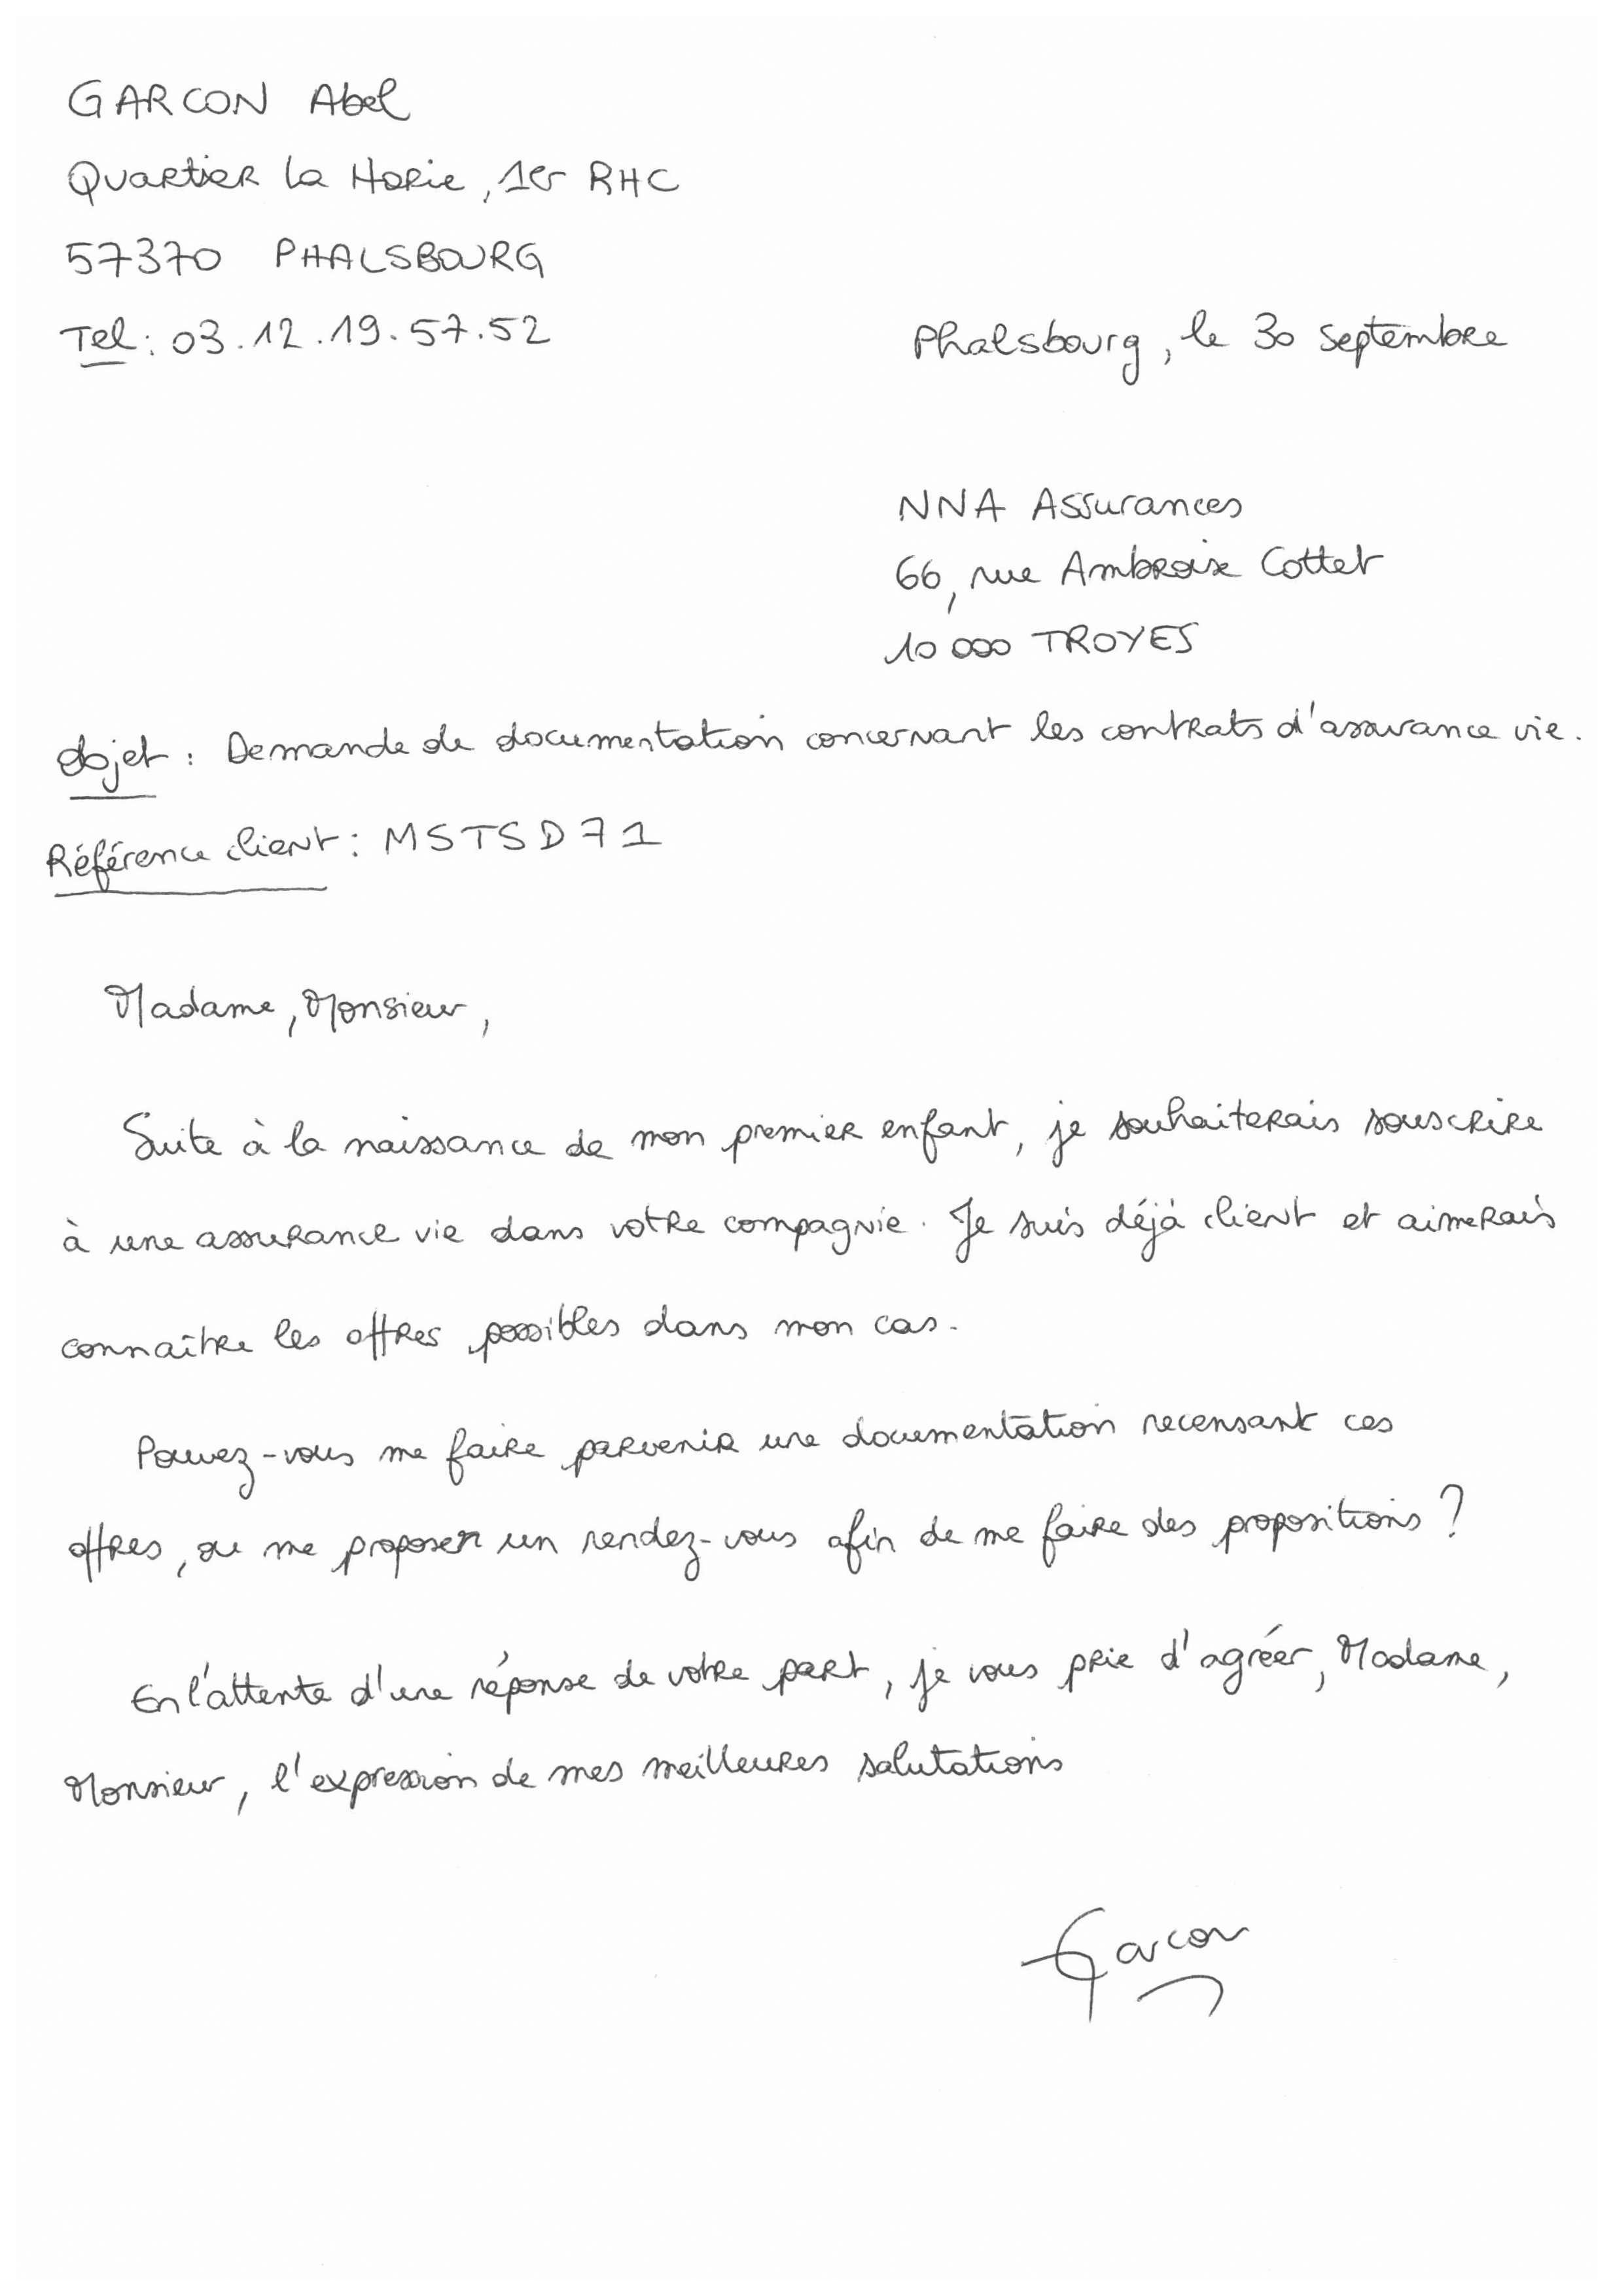 GARCON Abel
Quartier la Horie, 1er RHC
57370 PHALSBOURG
Tel : 03.12.19.57.52
Phalsbourg, le 30 septembre
NNA Assurances
66, rue Ambroise Cottet
10 000 TROYES
Objet : Demande de documentation concernant les contrats d'assurance vie.
Référence client : MSTSD71
Madame, Monsieur,
Suite à la naissance de mon premier enfant, je souhaiterais souscrire
à une assurance vie dans votre compagnie. Je suis déjà client et aimerais
connaître les offres possibles dans mon cas.
Pouvez-vous me faire parvenir une documentation recensant ces
offres, ou me proposer un rendez-vous afin de me faire des propositions ?
En l'attente d'une réponse de votre part, je vous prie d'agréer, Madame,
Monsieur, l'expression de mes meilleures salutations
Garcon